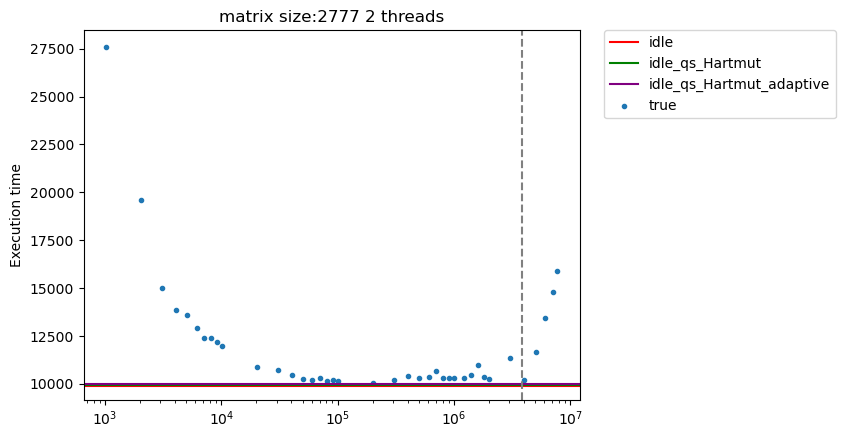 matrix size:2777 2 threads
27500
25000
22500
20000
17500
15000
12500
10000
Execution time
10³ 10⁴ 10⁵ 10⁶ 10⁷
idle
idle_qs_Hartmut
idle_qs_Hartmut_adaptive
true